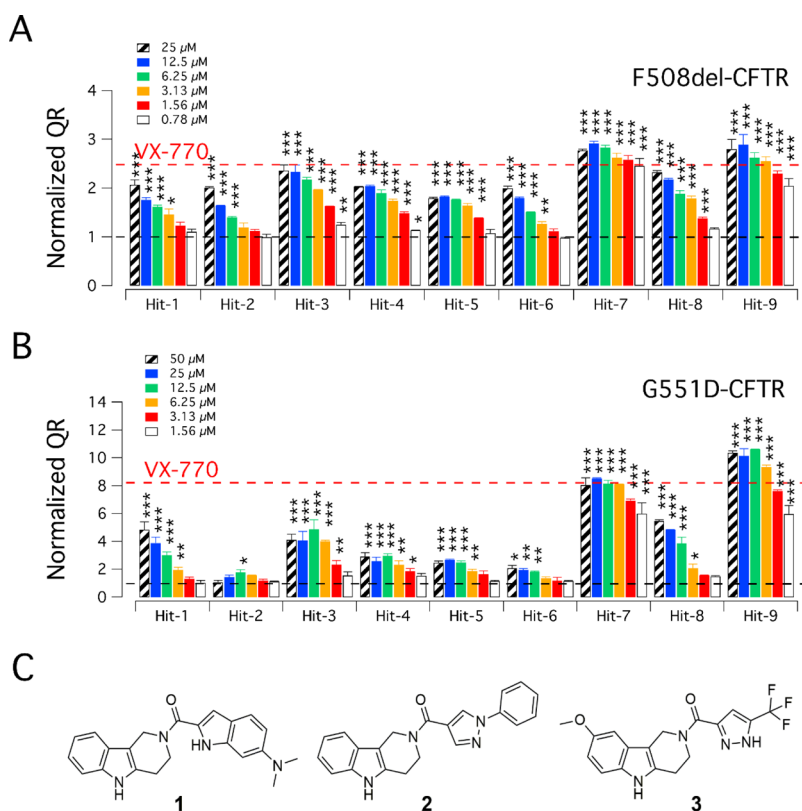 A
25 µM
12.5 µM
6.25 µM
3.13 µM
1.56 µM
0.78 µM
F508del-CFTR
VX-770
Normalized QR
4
3
2
1
0
*** *** *** *
*** *** ***
*** *** *** *** *** **
*** *** *** *** *** *
*** *** *** *** ***
*** *** *** **
*** *** *** *** *** ***
*** *** *** *** ***
*** *** *** *** *** ***
Hit-1 Hit-2 Hit-3 Hit-4 Hit-5 Hit-6 Hit-7 Hit-8 Hit-9
B
50 µM
25 µM
12.5 µM
6.25 µM
3.13 µM
1.56 µM
G551D-CFTR
VX-770
Normalized QR
14
12
10
8
6
4
2
0
*** *** *** **
*
*** *** *** *** **
*** *** *** ** **
*** *** *** **
* ** **
*** *** *** *** *** ***
*** *** *** *
*** *** *** *** *** ***
Hit-1 Hit-2 Hit-3 Hit-4 Hit-5 Hit-6 Hit-7 Hit-8 Hit-9
C
O
N
HN
N
N
H
1
O
N
N
N
N
H
2
O
O
N
N
NH
F
F
F
N
H
3